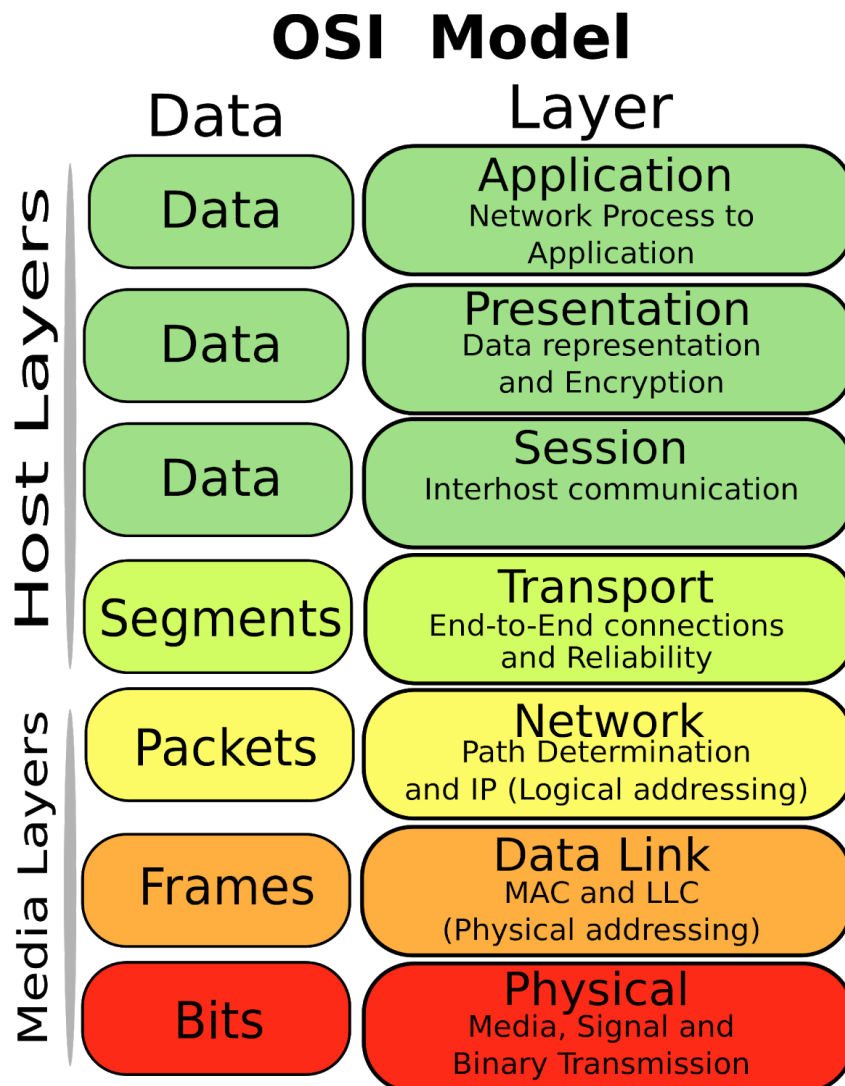 OSI Model
Data
Layer
Host Layers
Data
Application
Network Process to
Application
Data
Presentation
Data representation
and Encryption
Data
Session
Interhost communication
Segments
Transport
End-to-End connections
and Reliability
Media Layers
Packets
Network
Path Determination
and IP (Logical addressing)
Frames
Data Link
MAC and LLC
(Physical addressing)
Bits
Physical
Media, Signal and
Binary Transmission